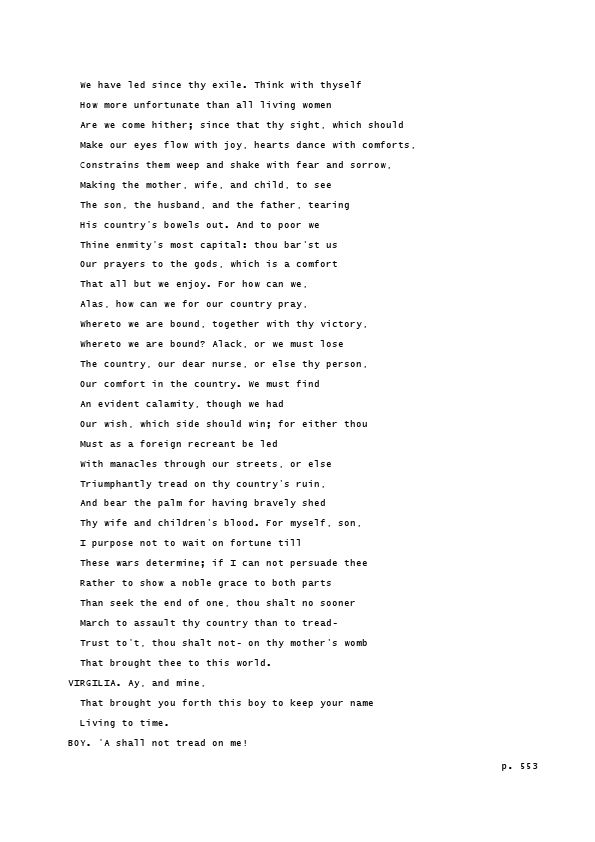 We have led since thy exile. Think with thyself
How more unfortunate than all living women
Are we come hither; since that thy sight, which should
Make our eyes flow with joy, hearts dance with comforts,
Constrains them weep and shake with fear and sorrow,
Making the mother, wife, and child, to see
The son, the husband, and the father, tearing
His country's bowels out. And to poor we
Thine enmity's most capital: thou bar'st us
Our prayers to the gods, which is a comfort
That all but we enjoy. For how can we,
Alas, how can we for our country pray,
Whereto we are bound, together with thy victory,
Whereto we are bound? Alack, or we must lose
The country, our dear nurse, or else thy person,
Our comfort in the country. We must find
An evident calamity, though we had
Our wish, which side should win; for either thou
Must as a foreign recreant be led
With manacles through our streets, or else
Triumphantly tread on thy country's ruin,
And bear the palm for having bravely shed
Thy wife and children's blood. For myself, son,
I purpose not to wait on fortune till
These wars determine; if I can not persuade thee
Rather to show a noble grace to both parts
Than seek the end of one, thou shalt no sooner
March to assault thy country than to tread-
Trust to't, thou shalt not- on thy mother's womb
That brought thee to this world.
VIRGILIA. Ay, and mine,
That brought you forth this boy to keep your name
Living to time.
BOY. 'A shall not tread on me!
p. 553